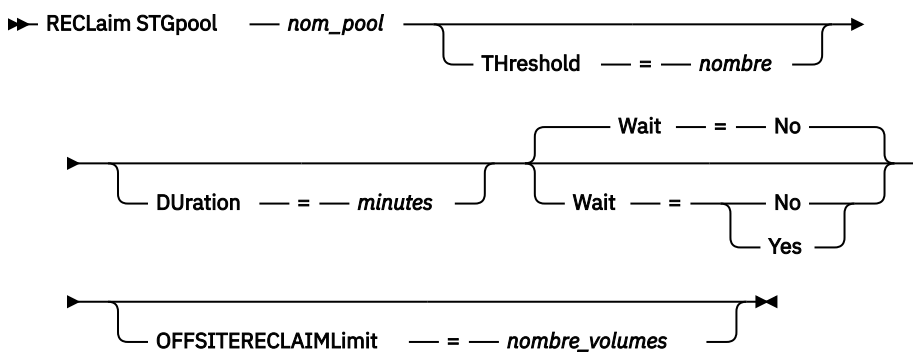 RECLaim STGpool nom_pool
THreshold = nombre
Wait = No
DUration = minutes Wait = No
Yes
OFFSITERECLAIMLimit = nombre_volumes